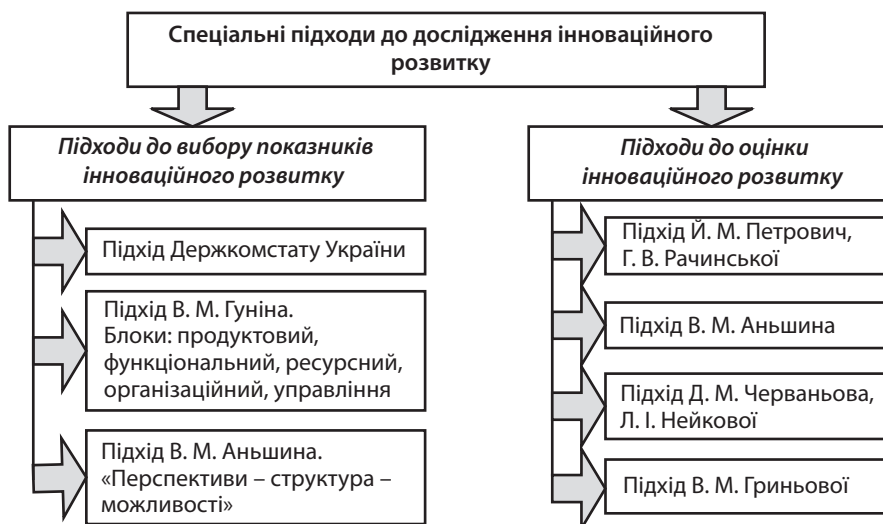 Спеціальні підходи до дослідження інноваційного
розвитку
Підходи до вибору показників
інноваційного розвитку
Підхід Держкомстату України
Підхід В. М. Гуніна.
Блоки: продуктовий,
функціональний, ресурсний,
організаційний, управління
Підхід В. М. Аньшина.
«Перспективи – структура –
можливості»
Підходи до оцінки
інноваційного розвитку
Підхід Й. М. Петрович,
Г. В. Рачинської
Підхід В. М. Аньшина
Підхід Д. М. Черваньова,
Л. І. Нейкової
Підхід В. М. Гриньової